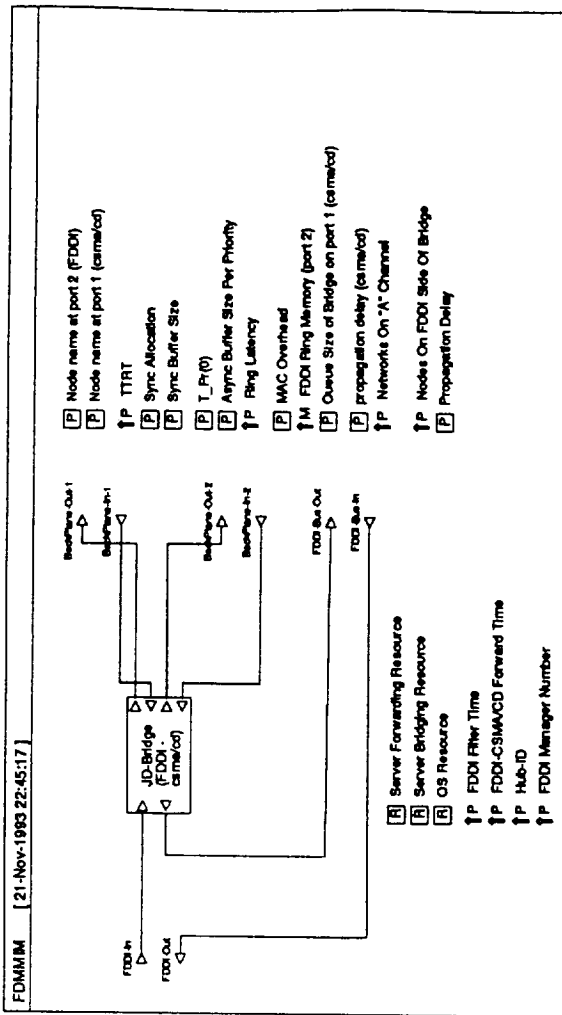 FDMMIM [ 21-Nov-1993 22:45:17 ]
FDDI-In
FDDI-Out
JD-Bridge
(FDDI -
csma/cd)
BackPlane-Out-1
BackPlane-In-1
BackPlane-Out-2
BackPlane-In-2
FDDI-Bus Out
FDDI-Bus In
R Server Forwarding Resource
R Server Bridging Resource
R OS Resource
↑P FDDI Filter Time
↑P FDDI-CSMA/CD Forward Time
↑P Hub-ID
↑P FDDI Manager Number
P Node name at port 2 (FDDI)
P Node name at port 1 (csma/cd)
↑P TTRT
P Sync Allocation
P Sync Buffer Size
P T_Pr(0)
P Async Buffer Size Per Priority
↑P Ring Latency
P MAC Overhead
↑M FDDI Ring Memory (port 2)
P Queue Size of Bridge on port 1 (csma/cd)
P propagation delay (csma/cd)
↑P Networks On "A" Channel
↑P Nodes On FDDI Side Of Bridge
P Propagation Delay